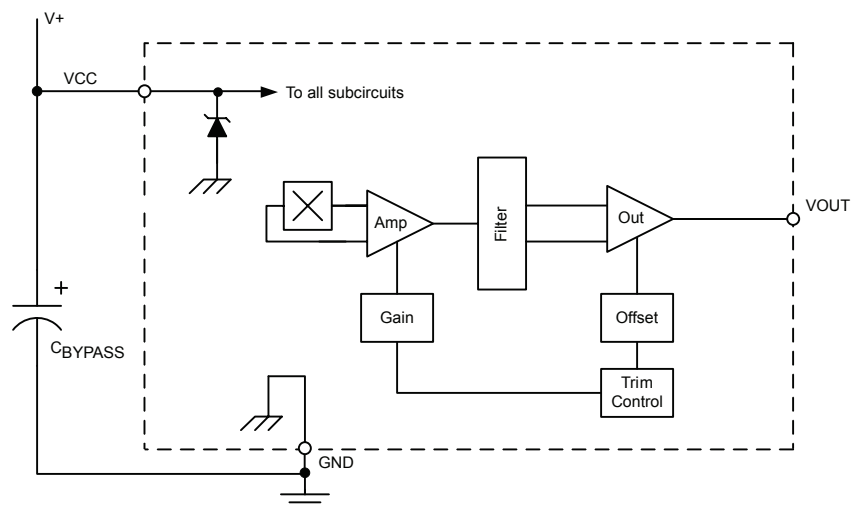 V+
VCC
To all subcircuits
Amp
Filter
Out
VOUT
Gain
Offset
+
CBYPASS
Trim
Control
GND